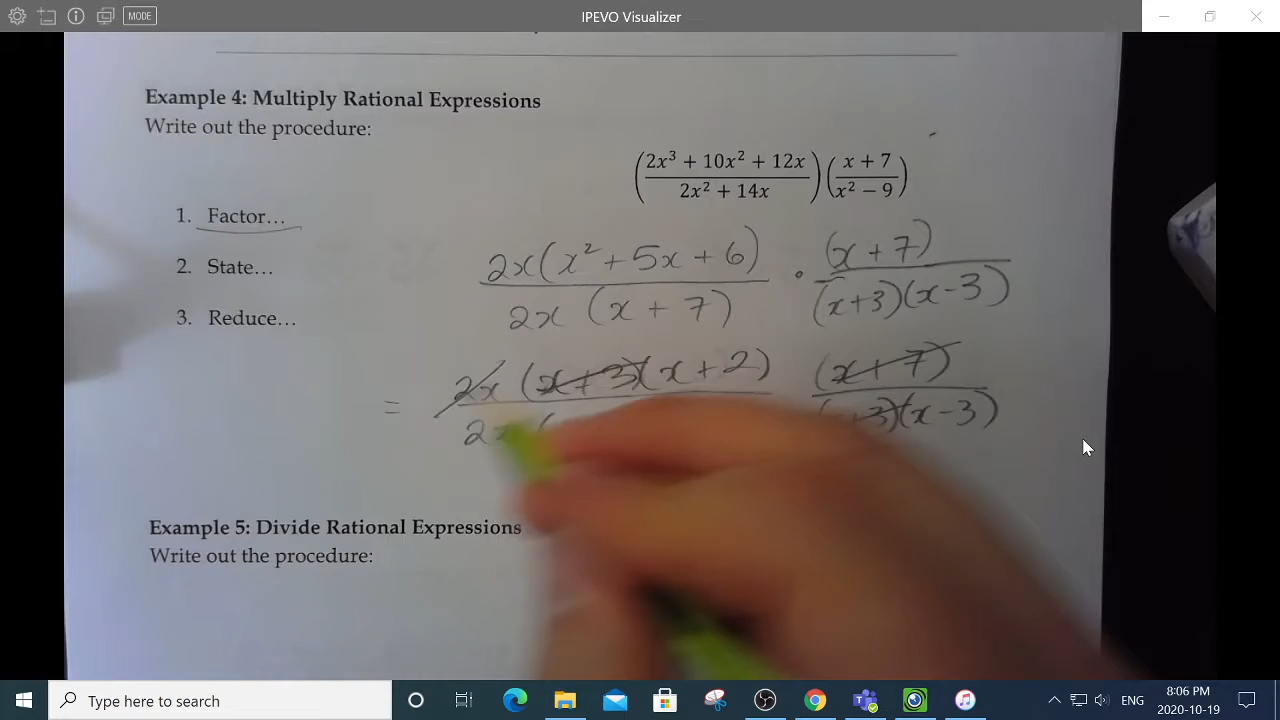 IPEVO Visualizer
MODE
Example 4: Multiply Rational Expressions
Write out the procedure:
(2x³ + 10x² + 12x / 2x² + 14x)(x + 7 / x² − 9)
1. Factor…
2. State…
3. Reduce…
2x(x² + 5x + 6) / 2x (x + 7) · (x + 7) / (x+3)(x−3)
= 2x (x+3)(x+2) / 2x ( (x+7) / +3)(x−3)
Example 5: Divide Rational Expressions
Write out the procedure:
Type here to search
ENG
8:06 PM
2020-10-19